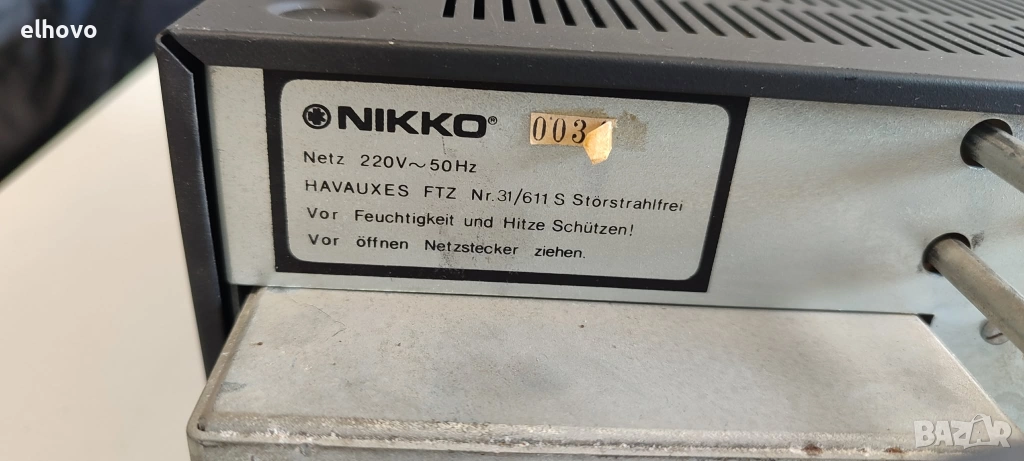 elhovo
NIKKO®
003
Netz 220V~50Hz
HAVAUXES FTZ Nr.31/611 S Störstrahlfrei
Vor Feuchtigkeit und Hitze Schützen!
Vor öffnen Netzstecker ziehen.
BAZAR